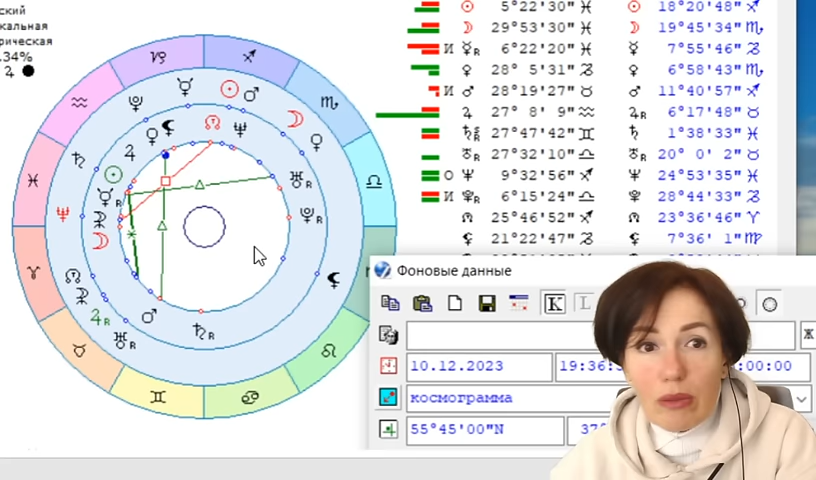 ский
кальная
рическая
.34%
♃ ●
☉ 5°22'30" ♓ ☉ 18°20'48" ♐
☽ 29°53'30" ♓ ☽ 19°45'34" ♏
И ☿R 6°22'20" ♓ ☿ 7°55'46" ♑
♀ 28° 5'31" ♑ ♀ 6°58'43" ♏
И ♂ 28°19'27" ♉ ♂ 11°40'57" ♐
♃ 27° 8' 9" ♒ ♃R 6°17'48" ♉
27°47'42" ♊ ♄ 1°38'33" ♓
♅R 27°32'10" ♎ ♅R 20° 0' 2" ♉
О ♆ 9°32'56" ♐ ♆ 24°53'35" ♓
И ♇R 6°15'24" ♎ ♇ 28°44'33" ♑
☊ 25°46'52" ♐ ☊ 23°36'46" ♈
⚸ 21°22'47" ♑ ⚸ 7°36' 1" ♍
Фоновые данные
K L
10.12.2023 19:36: :00:00
космограмма
55°45'00"N 37°